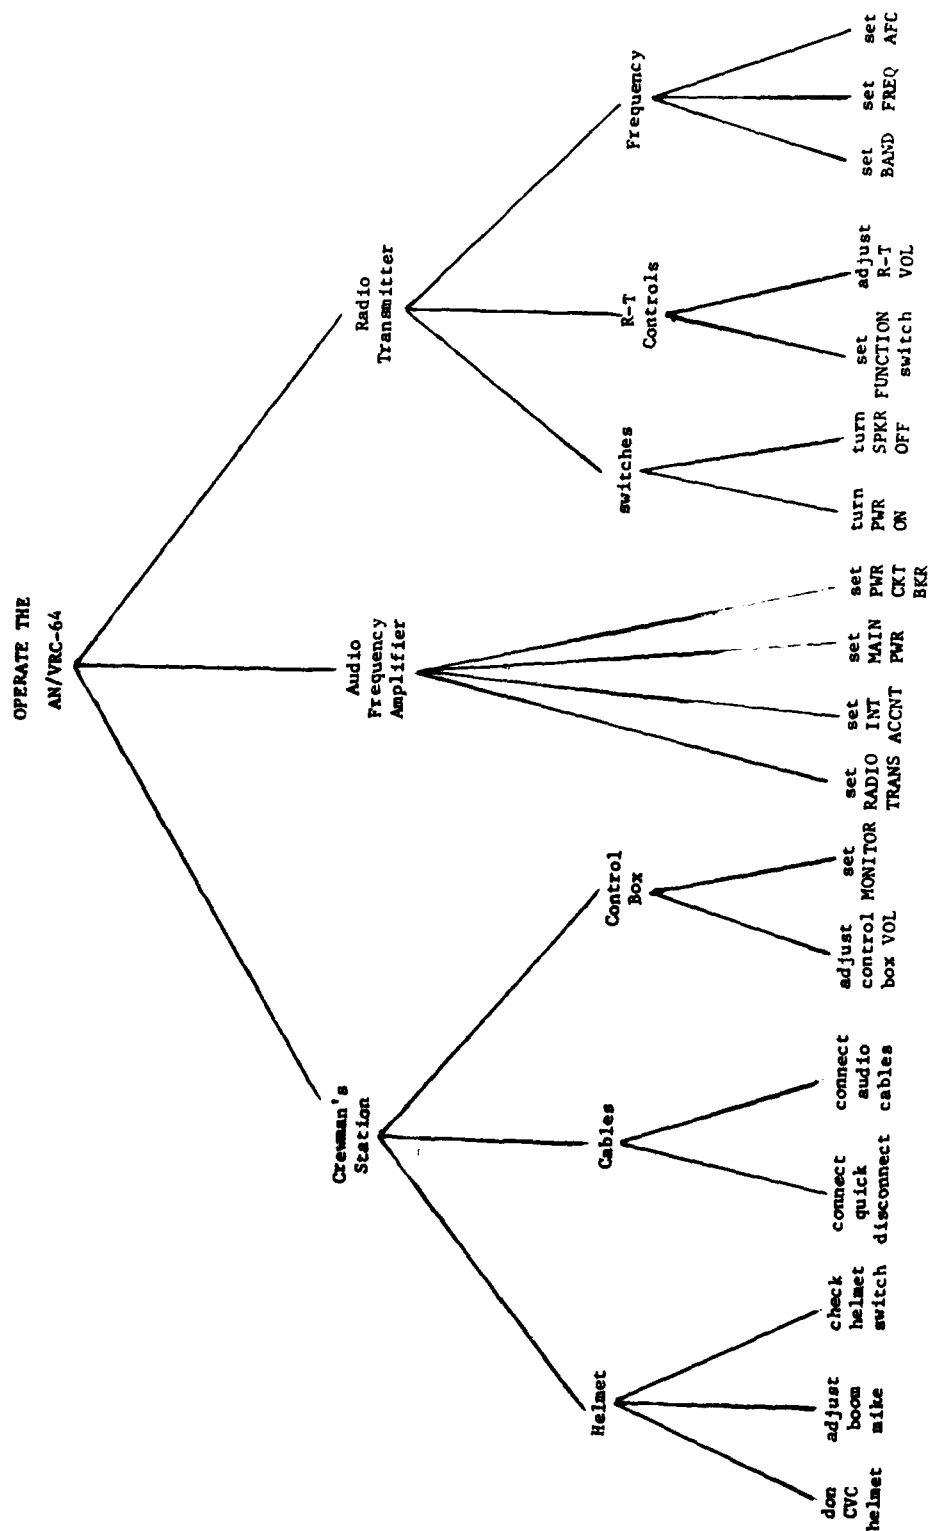 OPERATE THE
AN/VRC-64
Crewman's
Station
Audio
Frequency
Amplifier
Radio
Transmitter
Helmet
Cables
Control
Box
switches
R-T
Controls
Frequency
don
CVC
helmet
adjust
boom
mike
check
helmet
switch
connect
quick
disconnect
connect
audio
cables
adjust
control
box VOL
set
MONITOR
set
RADIO
TRANS
set
INT
ACCNT
set
MAIN
PWR
set
PWR
CKT
BKR
turn
PWR
ON
turn
SPKR
OFF
set
FUNCTION
switch
adjust
R-T
VOL
set
BAND
set
FREQ
set
AFC